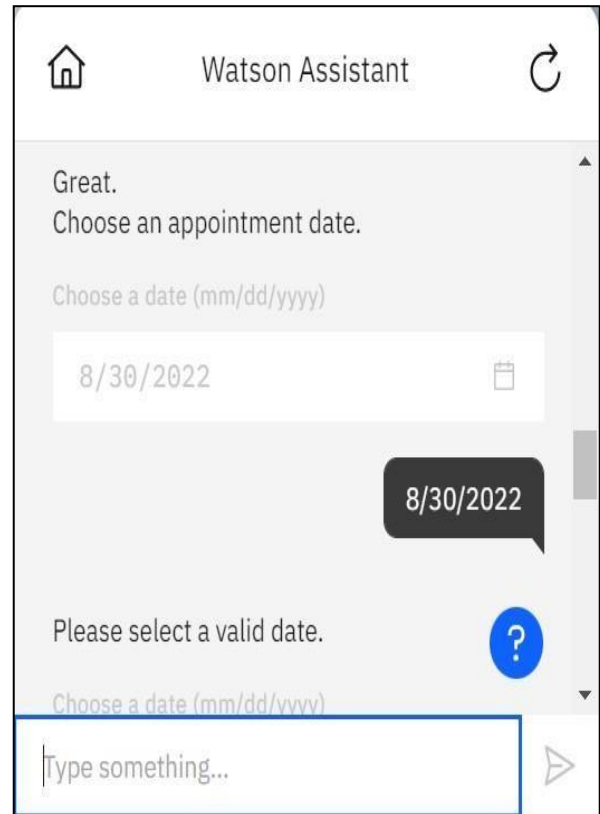 Watson Assistant
Great.
Choose an appointment date.
Choose a date (mm/dd/yyyy)
8/30/2022
8/30/2022
Please select a valid date.
?
Choose a date (mm/dd/yyyy)
Type something...